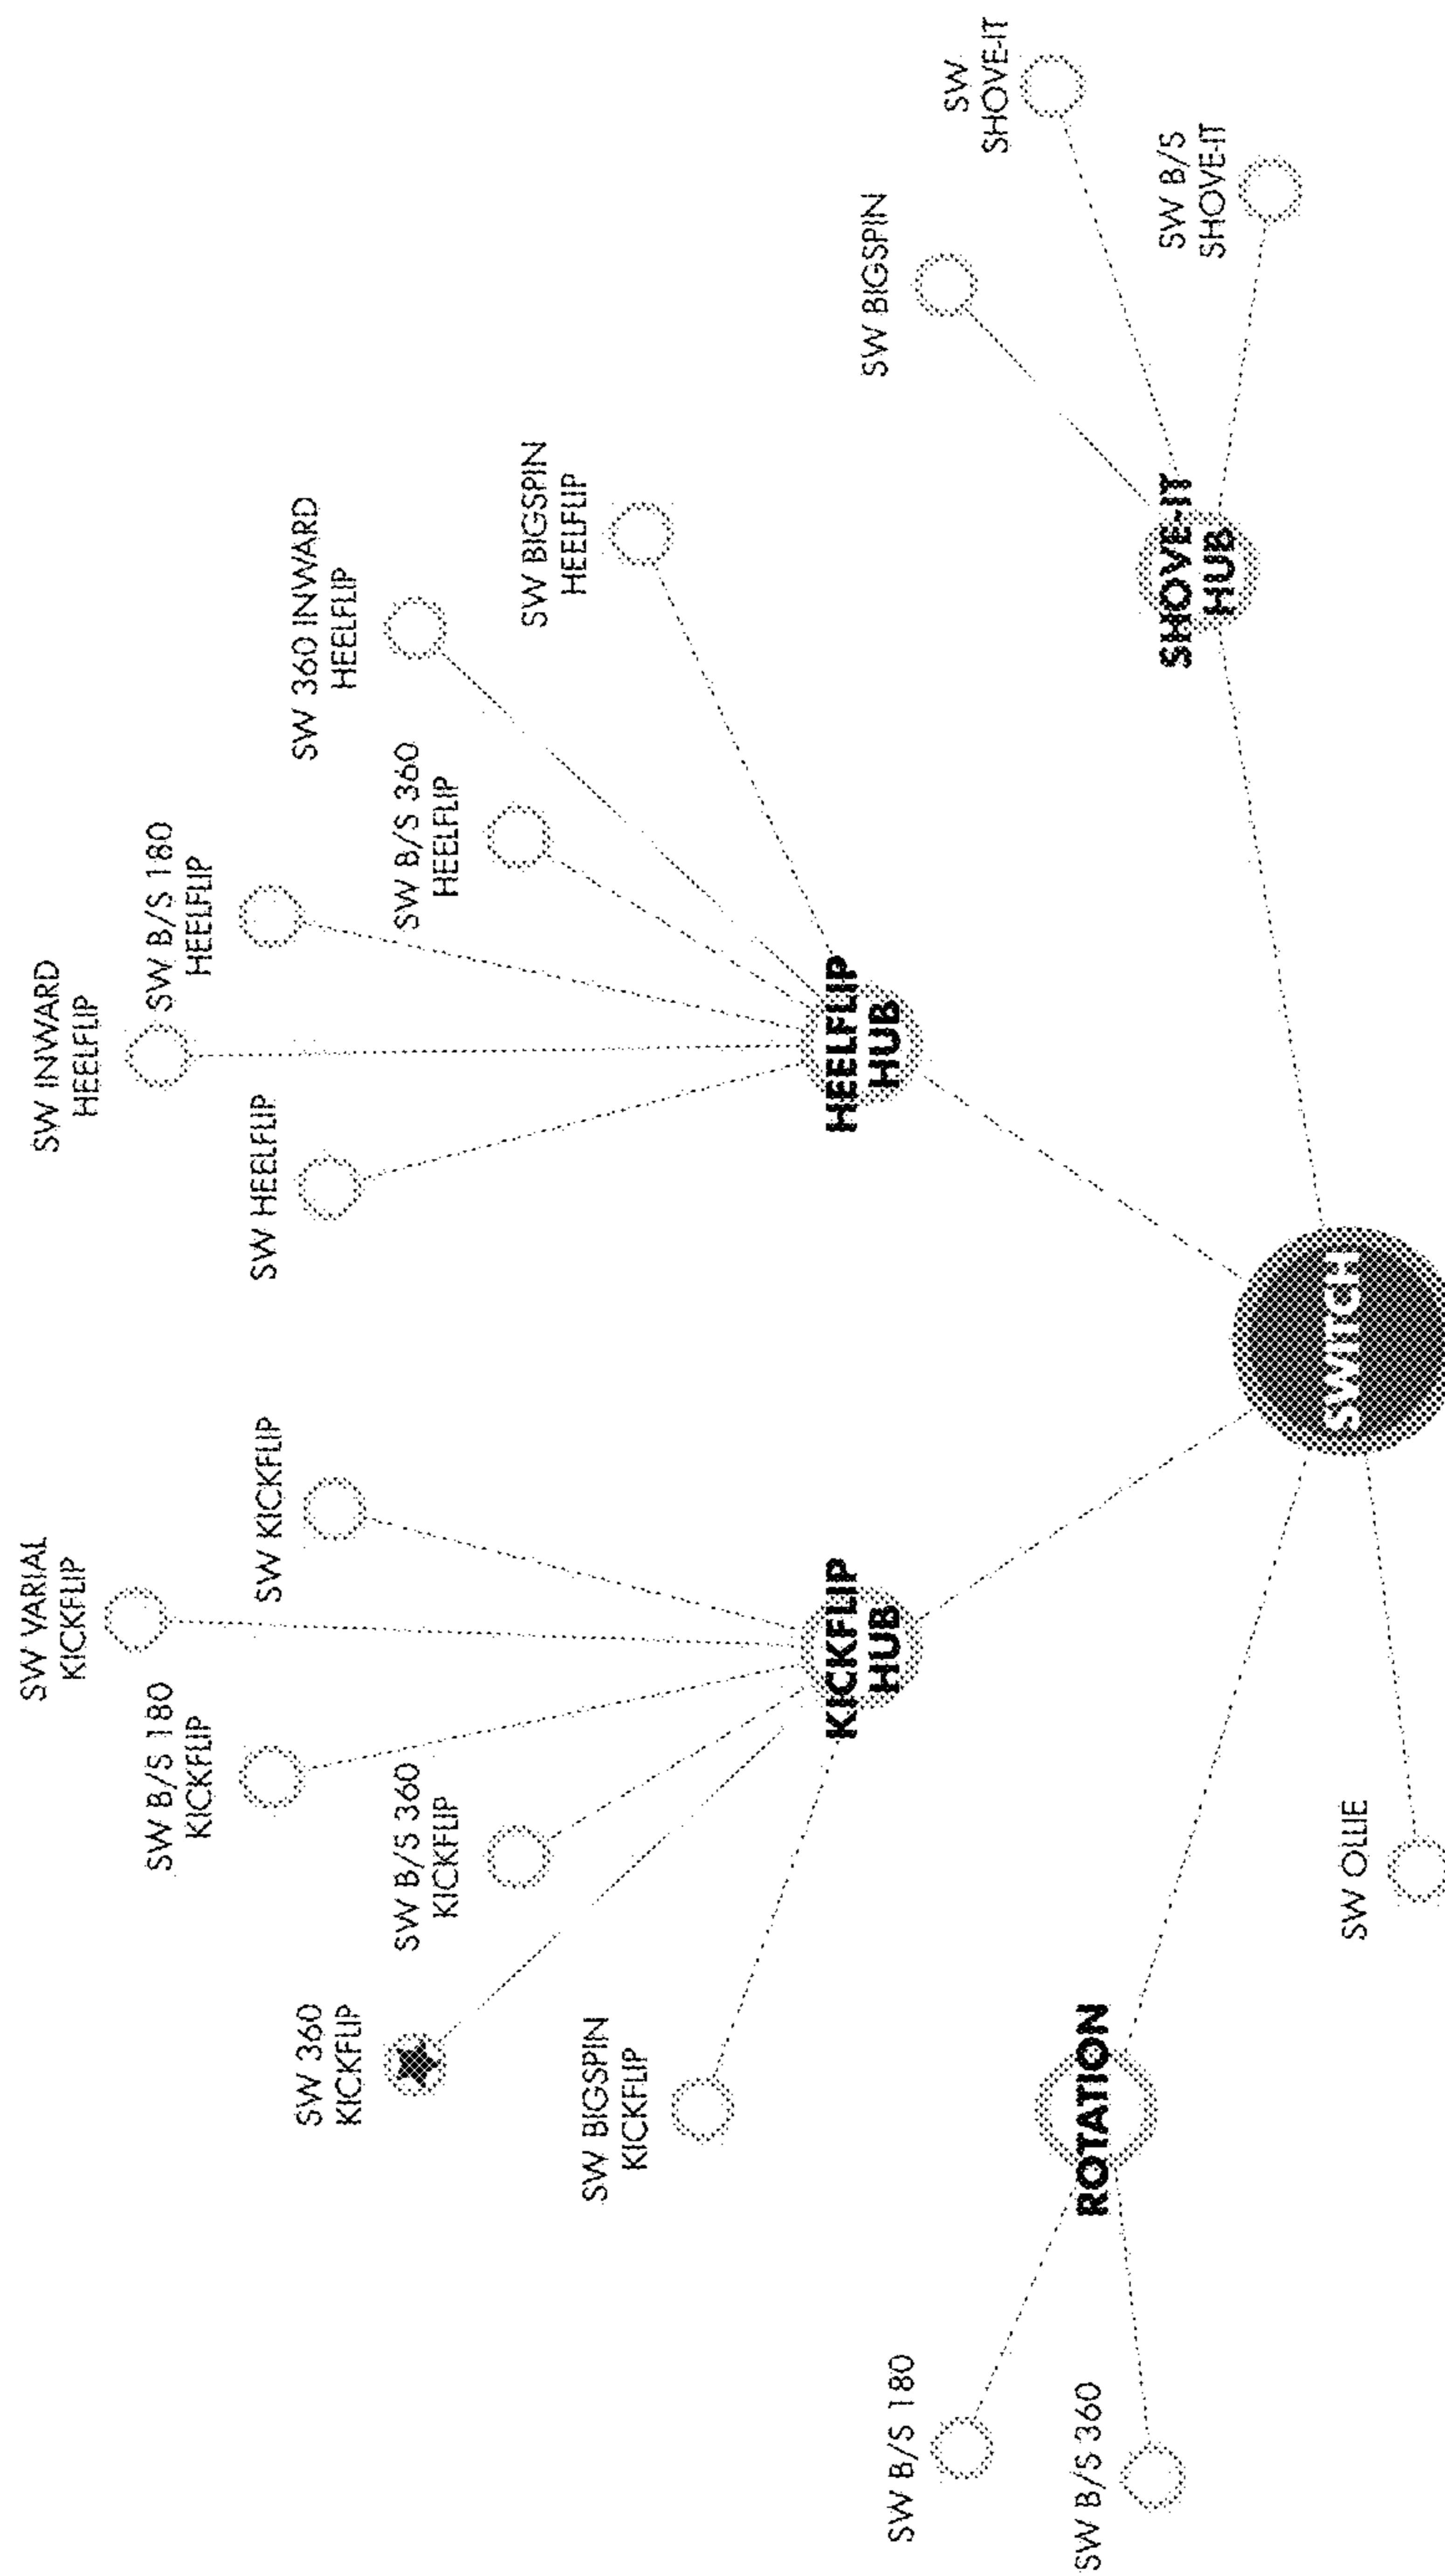 SW VARIAL
KICKFLIP
SW INWARD
HEELFLIP
SW B/S 180
KICKFLIP
SW KICKFLIP
SW HEELFLIP
SW B/S 180
HEELFLIP
SW 360
KICKFLIP
SW B/S 360
KICKFLIP
SW B/S 360
HEELFLIP
SW 360 INWARD
HEELFLIP
SW BIGSPIN
KICKFLIP
SW BIGSPIN
HEELFLIP
KICKFLIP
HUB
HEELFLIP
HUB
SW B/S 180
SW BIGSPIN
SW
SHOVE-IT
SW B/S 360
ROTATION
SHOVE-IT
HUB
SW B/S
SHOVE-IT
SW OLLIE
SWITCH